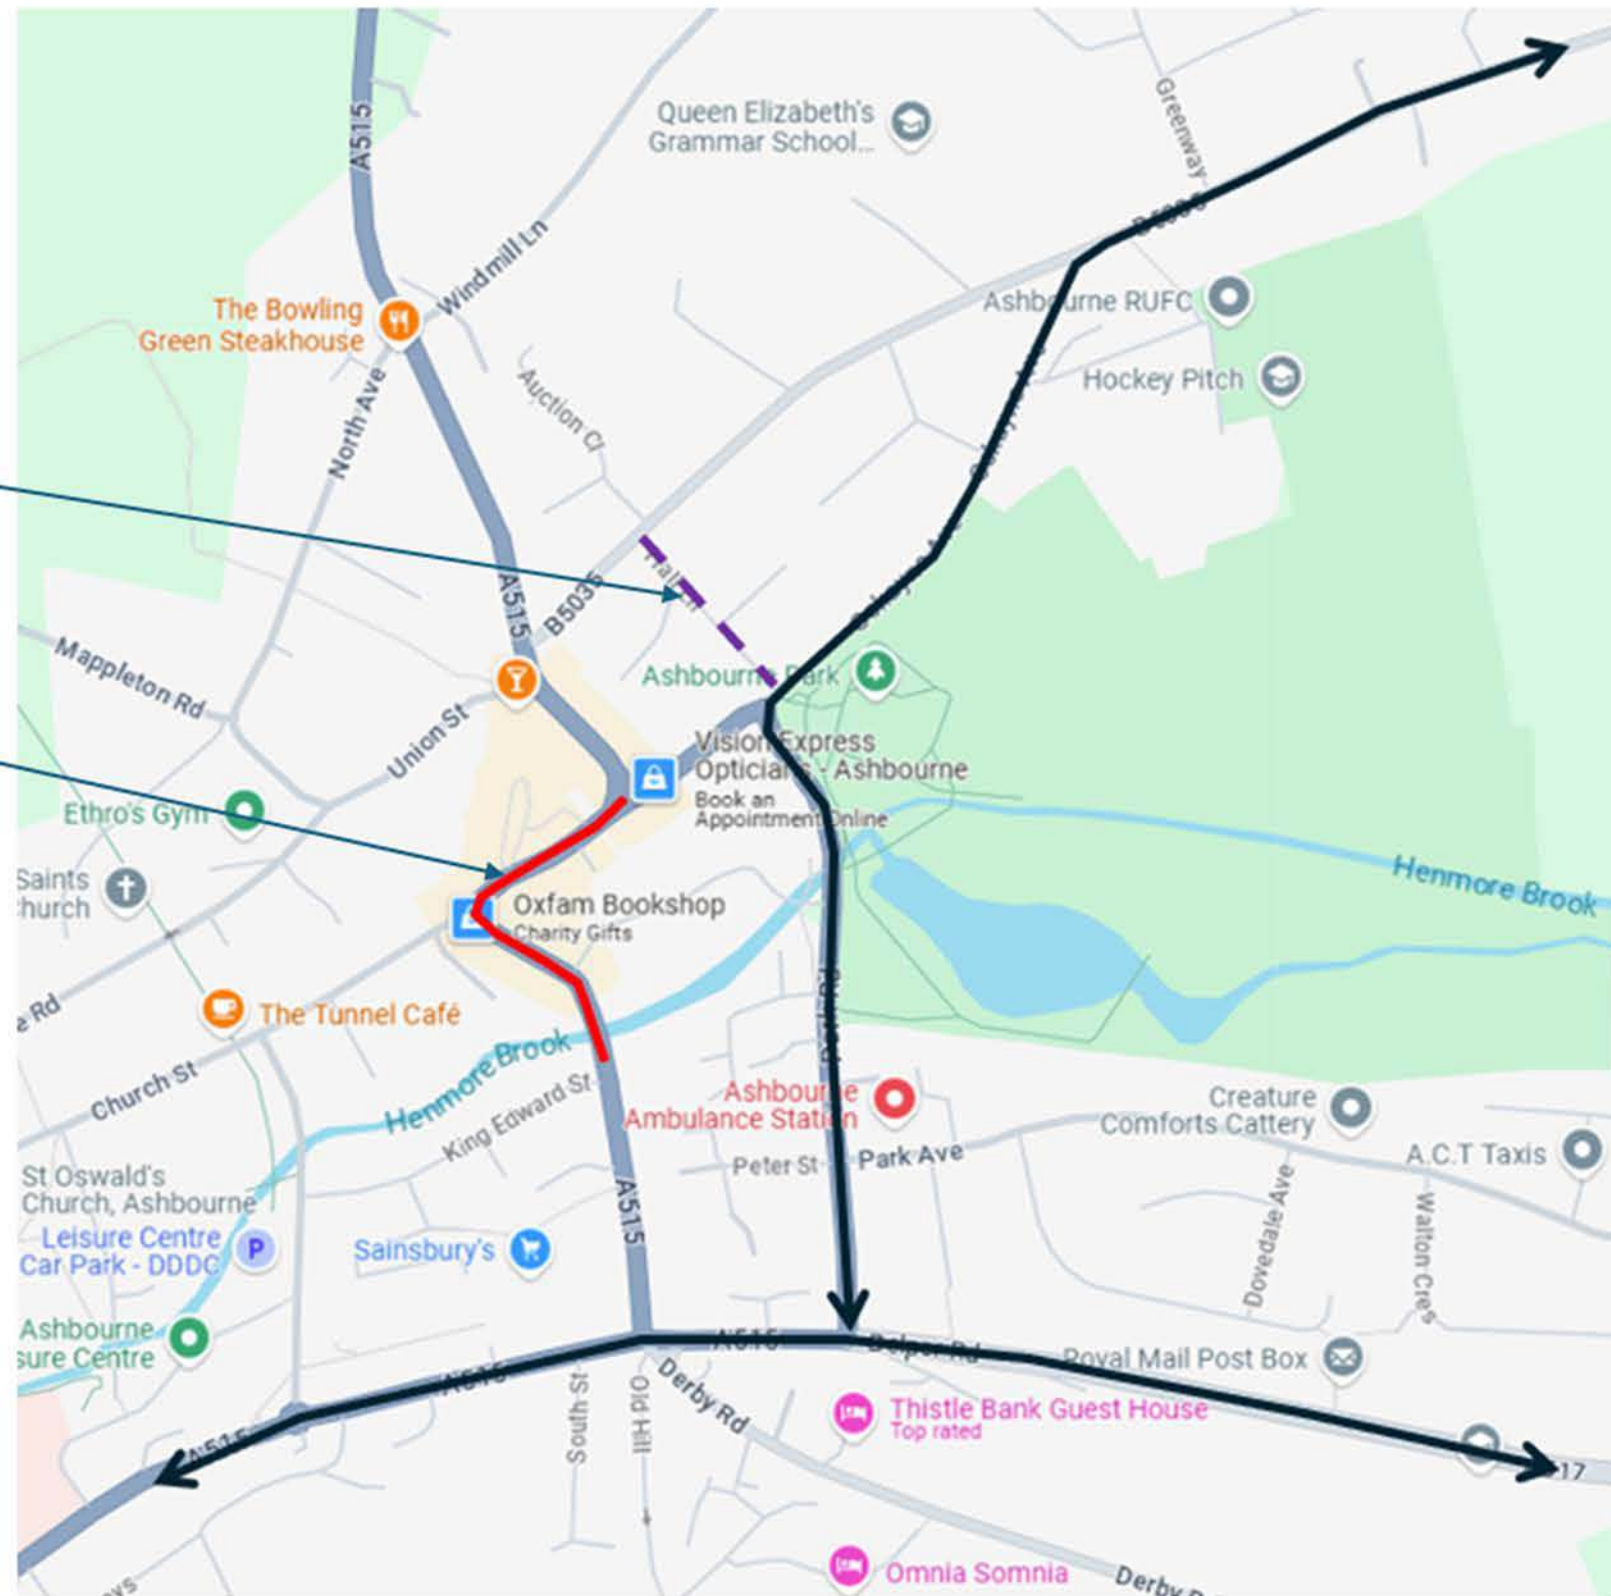 A515
Queen Elizabeth's
Grammar School...
Greenway
Windmill Ln
The Bowling
Green Steakhouse
Ashbourne RUFC
Hockey Pitch
Auction Cl
North Ave
A515
B5035
Mappleton Rd
Ashbourne Park
Union St
Vision Express
Opticians - Ashbourne
Book an
Appointment Online
Ethro's Gym
Henmore Brook
Saints
Oxfam Bookshop
Charity Gifts
e Rd
The Tunnel Café
Henmore Brook
Church St
King Edward St
Ashbourne
Ambulance Station
Creature
Comforts Cattery
Peter St
Park Ave
A.C.T Taxis
St Oswald's
Church, Ashbourne
Leisure Centre
Car Park - DDDC
P
Sainsbury's
A515
Dovedale Ave
Walton Cres
Ashbourne
sure Centre
Belper Rd
Royal Mail Post Box
A515
South St
Old Hill
Derby Rd
Thistle Bank Guest House
Top rated
17
Omnia Somnia
Derby